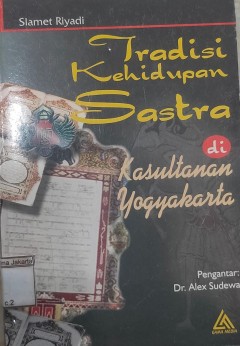 Slamet Riyadi
Tradisi
Kehidupan
Sastra
di
Kasultanan
Yogyakarta
Pengantar:
Dr. Alex Sudewa